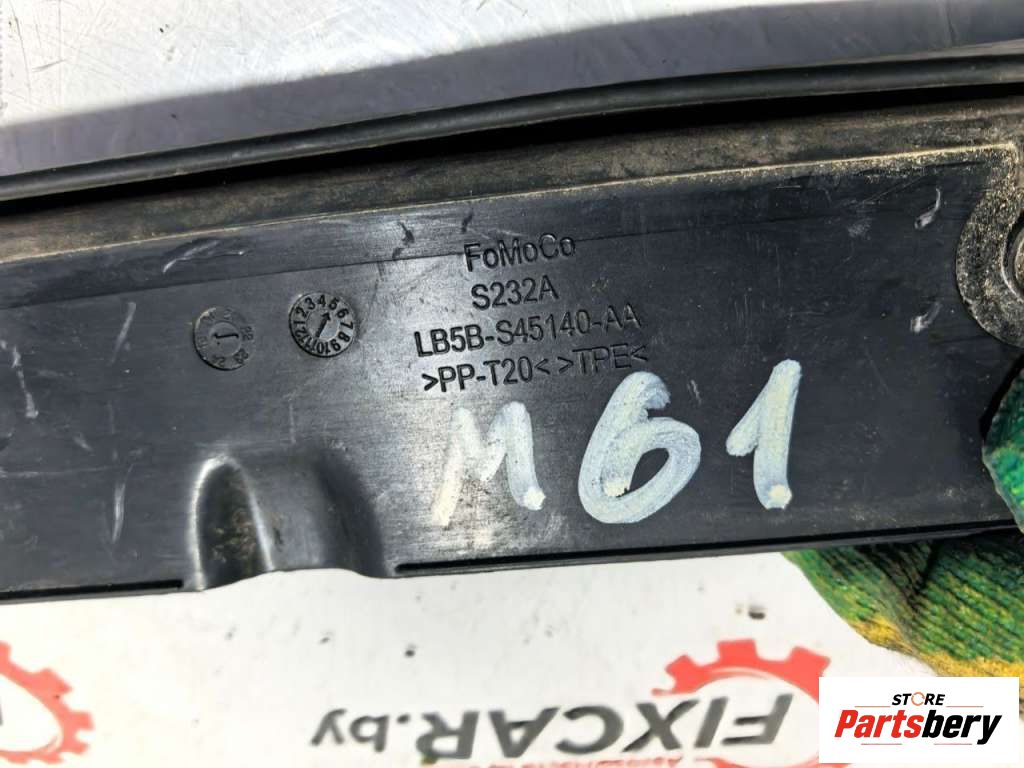 FoMoCo
S232A
LB5B-S45140-AA
>PP-T20< >TPE<
M61
FIXCAR.by
STORE
Partsbery